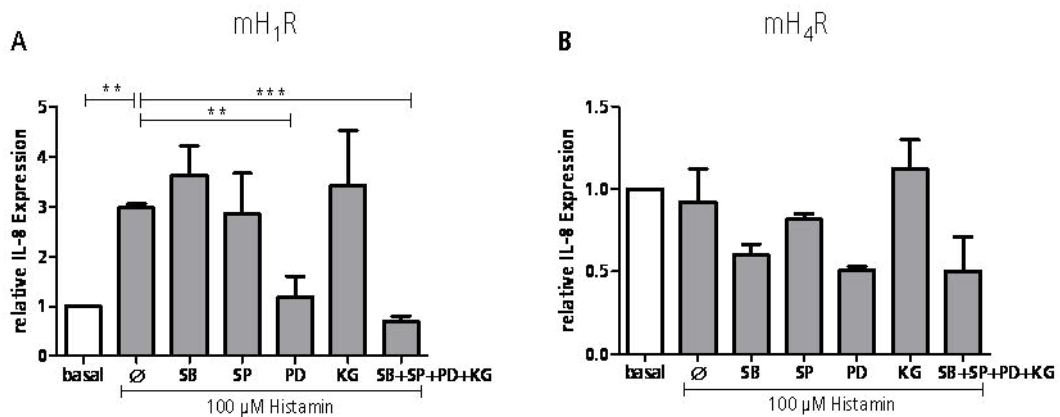 mH₁R
A
** ***
**
relative IL-8 Expression
5
4
3
2
1
0
basal Ø SB SP PD KG SB+SP+PD+KG
100 µM Histamin
mH₄R
B
relative IL-8 Expression
1.5
1.0
0.5
0.0
basal Ø SB SP PD KG SB+SP+PD+KG
100 µM Histamin